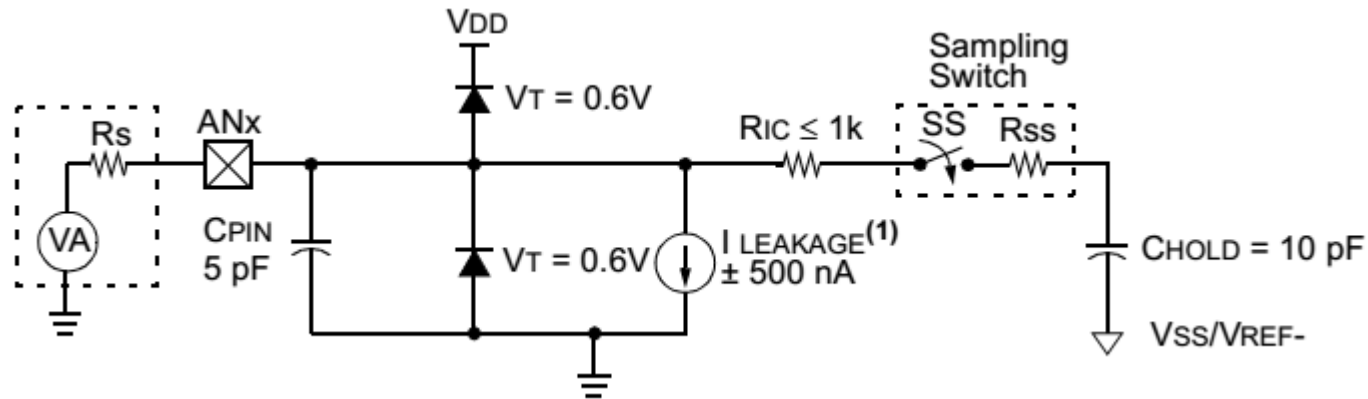 VDD
Sampling
Switch
VT = 0.6V
Rs
ANx
RIC ≤ 1k
SS
RSS
VA
CPIN
5 pF
VT = 0.6V
I LEAKAGE(1)
± 500 nA
CHOLD = 10 pF
VSS/VREF-